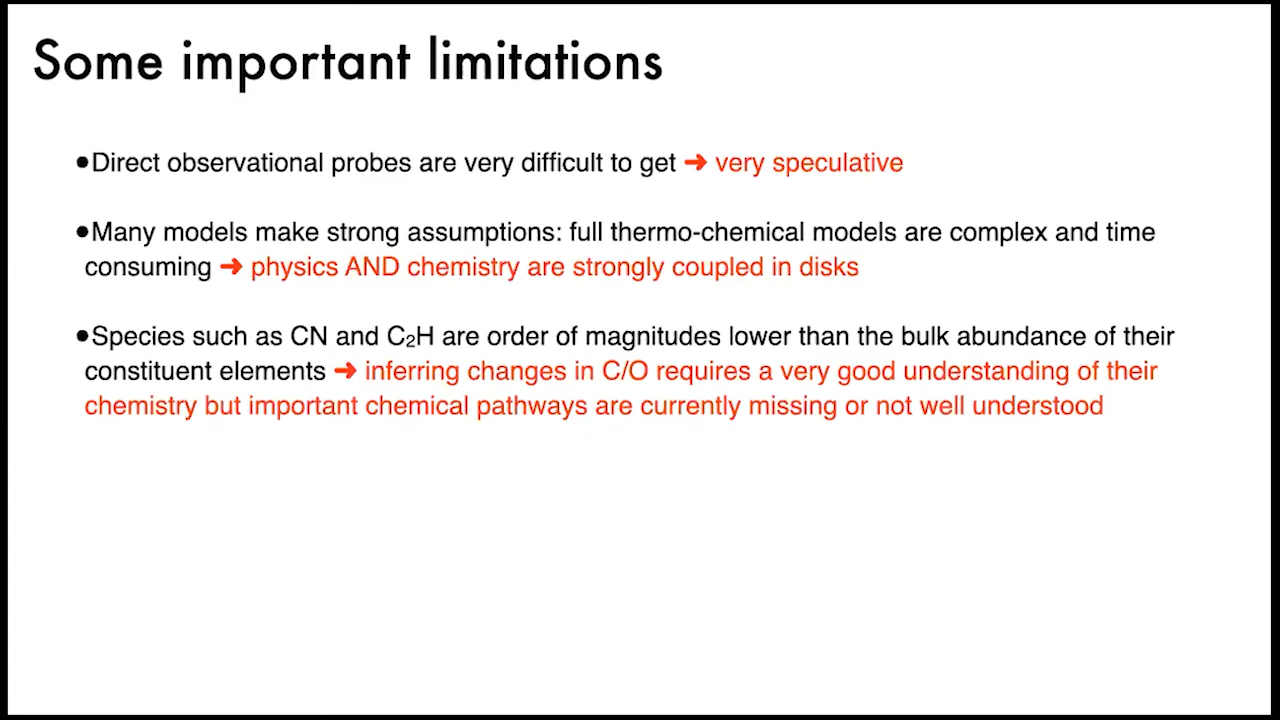 Some important limitations
•Direct observational probes are very difficult to get ➜ very speculative
•Many models make strong assumptions: full thermo-chemical models are complex and time
consuming ➜ physics AND chemistry are strongly coupled in disks
•Species such as CN and C₂H are order of magnitudes lower than the bulk abundance of their
constituent elements ➜ inferring changes in C/O requires a very good understanding of their
chemistry but important chemical pathways are currently missing or not well understood